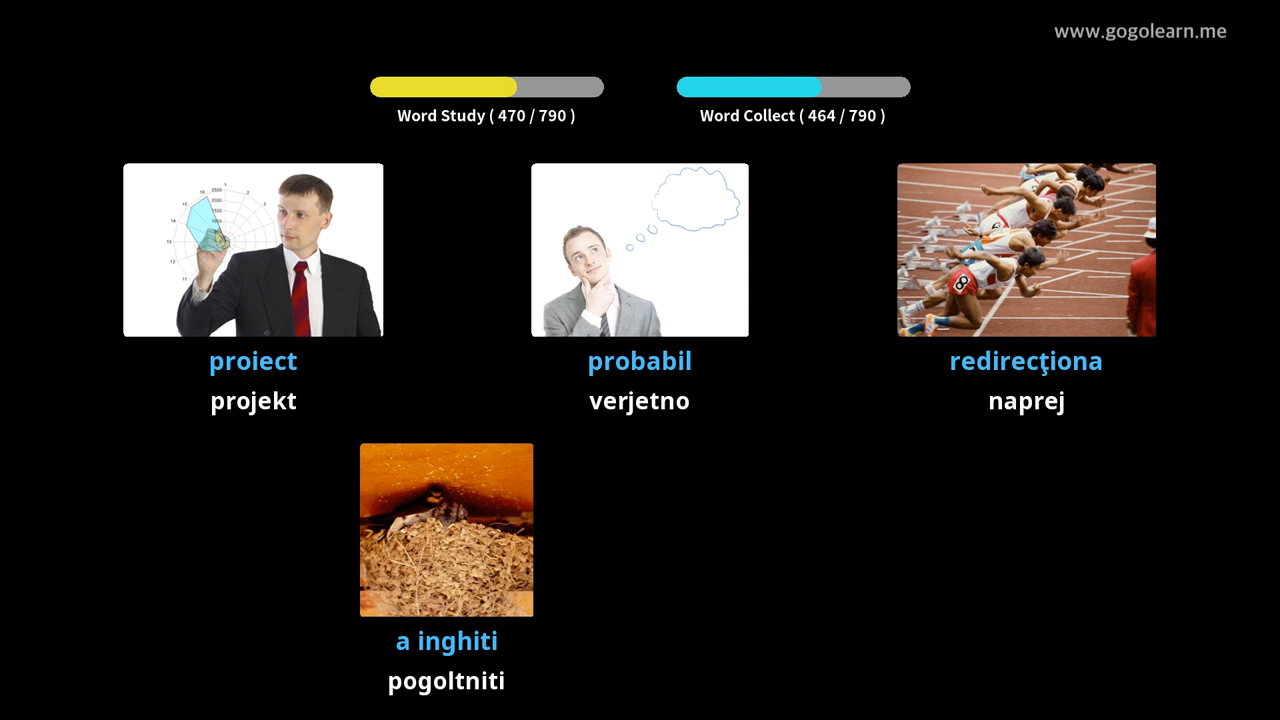 www.gogolearn.me
Word Study ( 470 / 790 )
Word Collect ( 464 / 790 )
proiect
projekt
probabil
verjetno
redirecţiona
naprej
a inghiti
pogoltniti